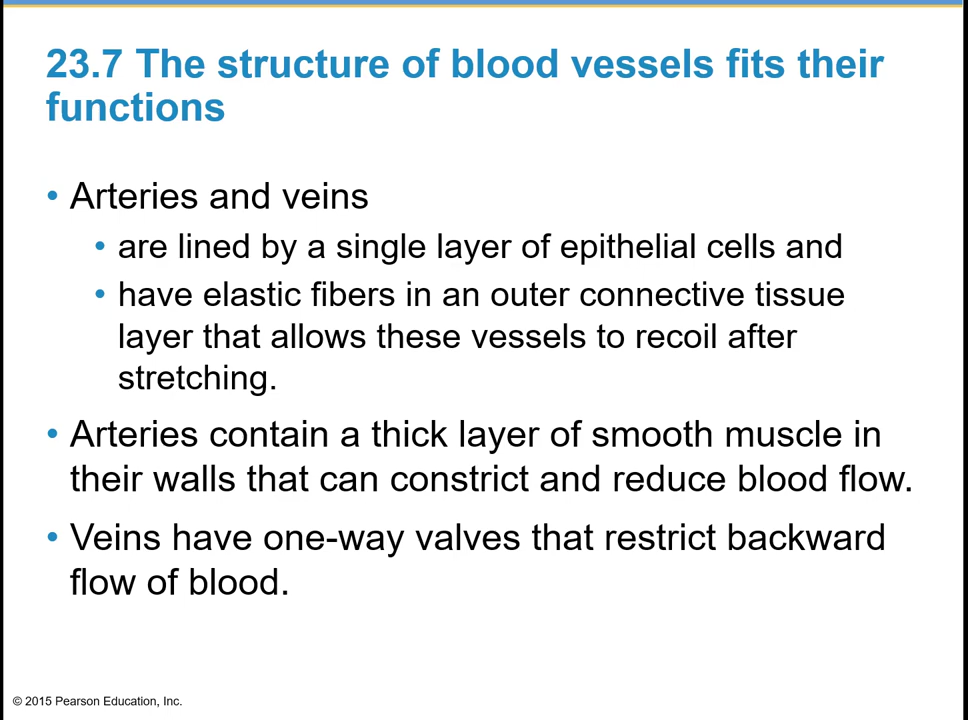 23.7 The structure of blood vessels fits their
functions
• Arteries and veins
• are lined by a single layer of epithelial cells and
• have elastic fibers in an outer connective tissue
layer that allows these vessels to recoil after
stretching.
• Arteries contain a thick layer of smooth muscle in
their walls that can constrict and reduce blood flow.
• Veins have one-way valves that restrict backward
flow of blood.
© 2015 Pearson Education, Inc.